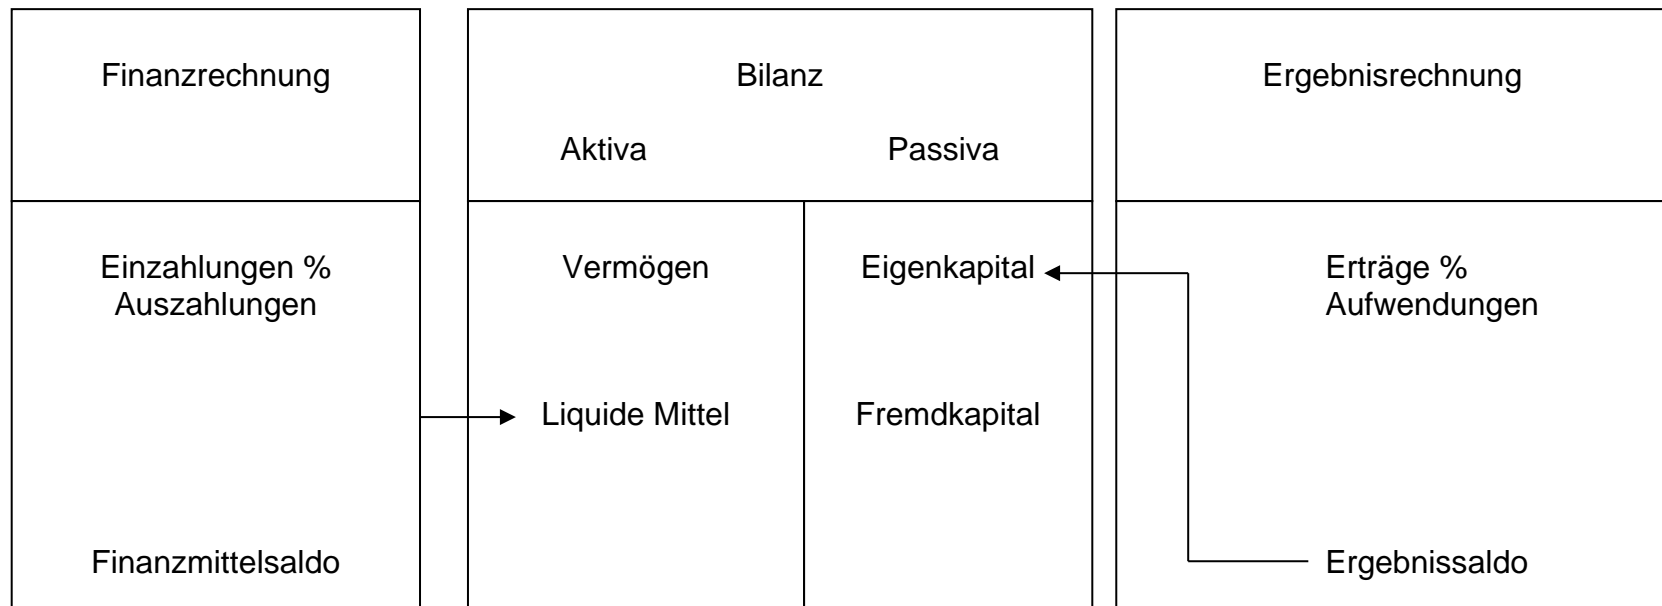 Finanzrechnung
Einzahlungen %
Auszahlungen
Finanzmittelsaldo
Bilanz
Aktiva
Passiva
Vermögen
Liquide Mittel
Eigenkapital
Fremdkapital
Ergebnisrechnung
Erträge %
Aufwendungen
Ergebnissaldo